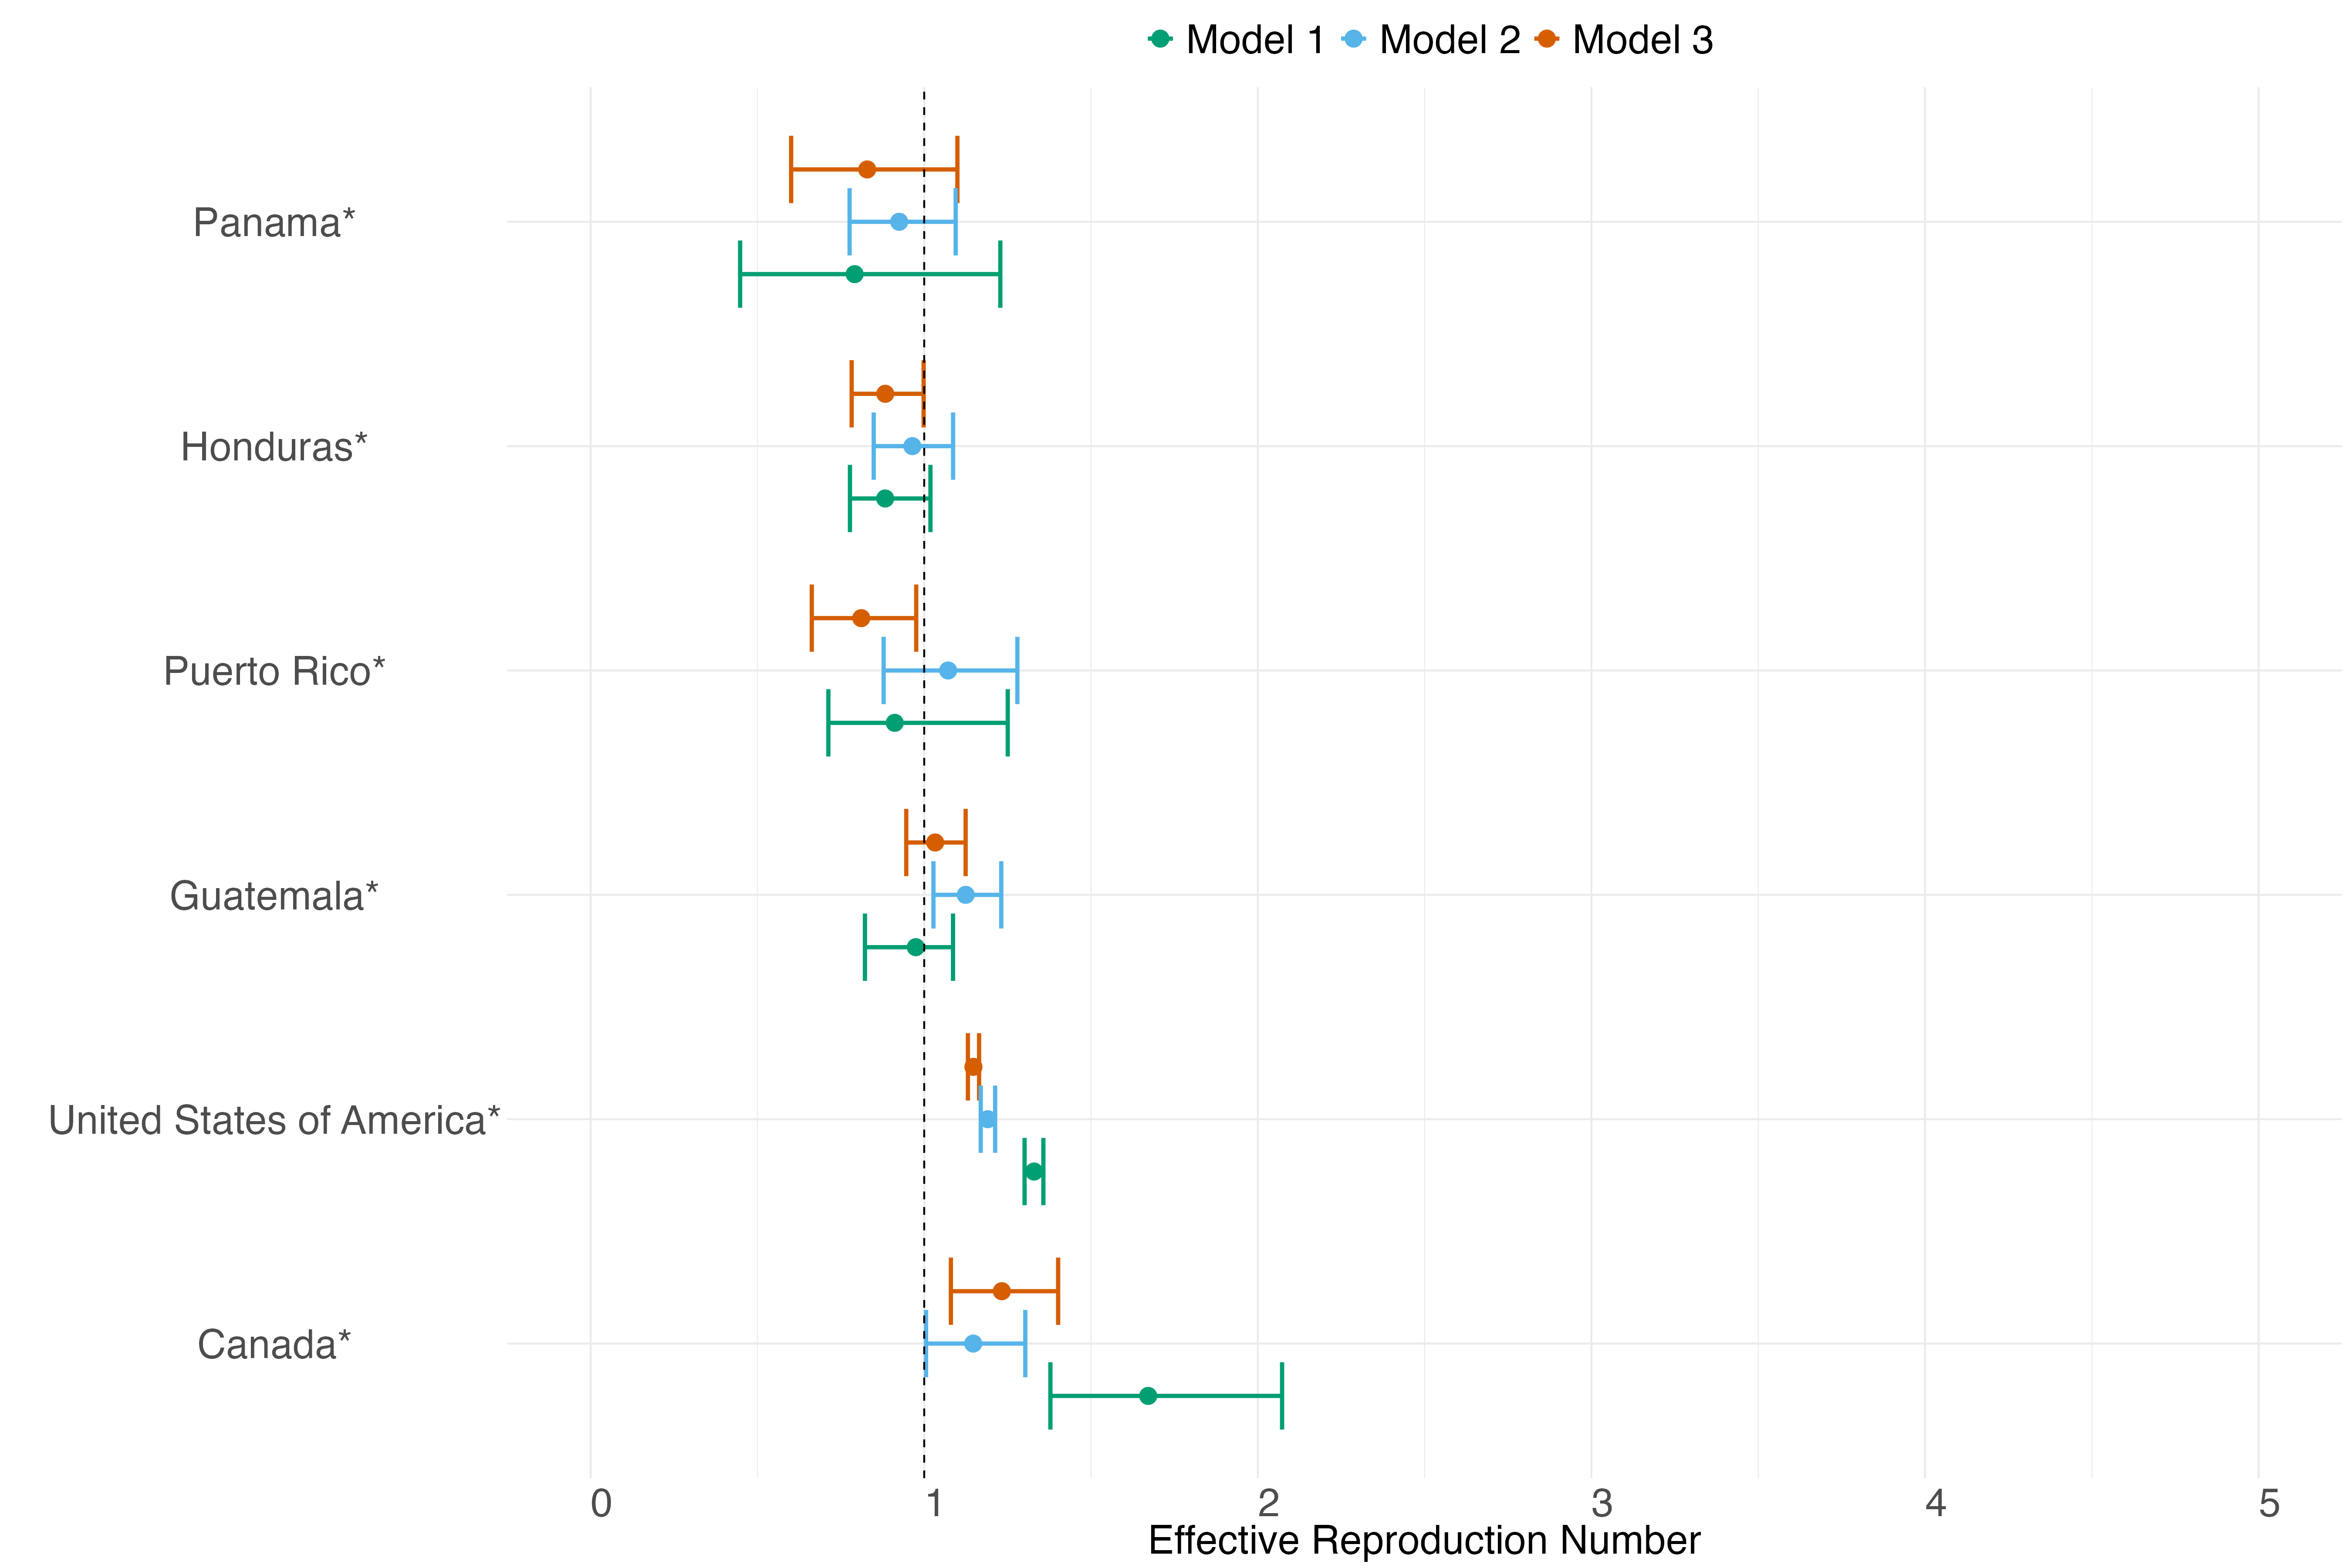 Model 1 Model 2 Model 3
Panama*
Honduras*
Puerto Rico*
Guatemala*
United States of America*
Canada*
0 1 2 3 4 5
Effective Reproduction Number